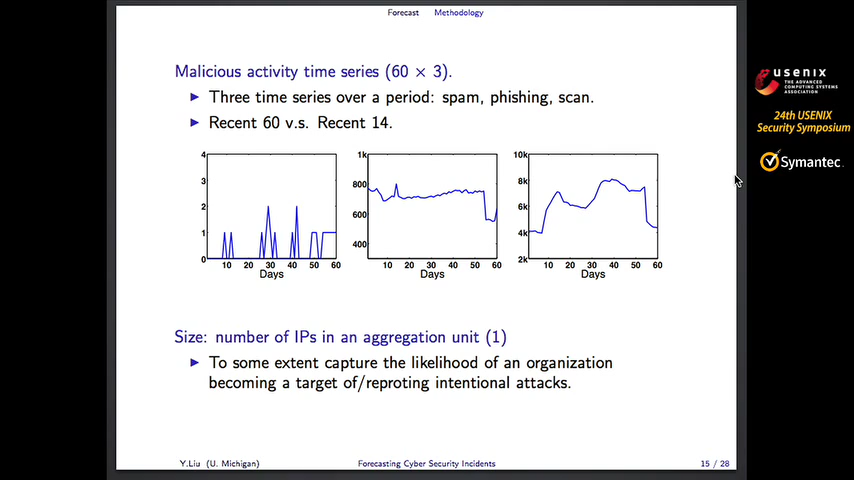 Forecast Methodology
Malicious activity time series (60 × 3).
▶ Three time series over a period: spam, phishing, scan.
▶ Recent 60 v.s. Recent 14.
4
3
2
1
0
10 20 30 40 50 60
Days
1k
800
600
400
10 20 30 40 50 60
Days
10k
8k
6k
4k
2k
10 20 30 40 50 60
Days
Size: number of IPs in an aggregation unit (1)
▶ To some extent capture the likelihood of an organization
becoming a target of/reproting intentional attacks.
Y.Liu (U. Michigan) Forecasting Cyber Security Incidents 15 / 28
usenix
THE ADVANCED
COMPUTING SYSTEMS
ASSOCIATION
24th USENIX
Security Symposium
Symantec.